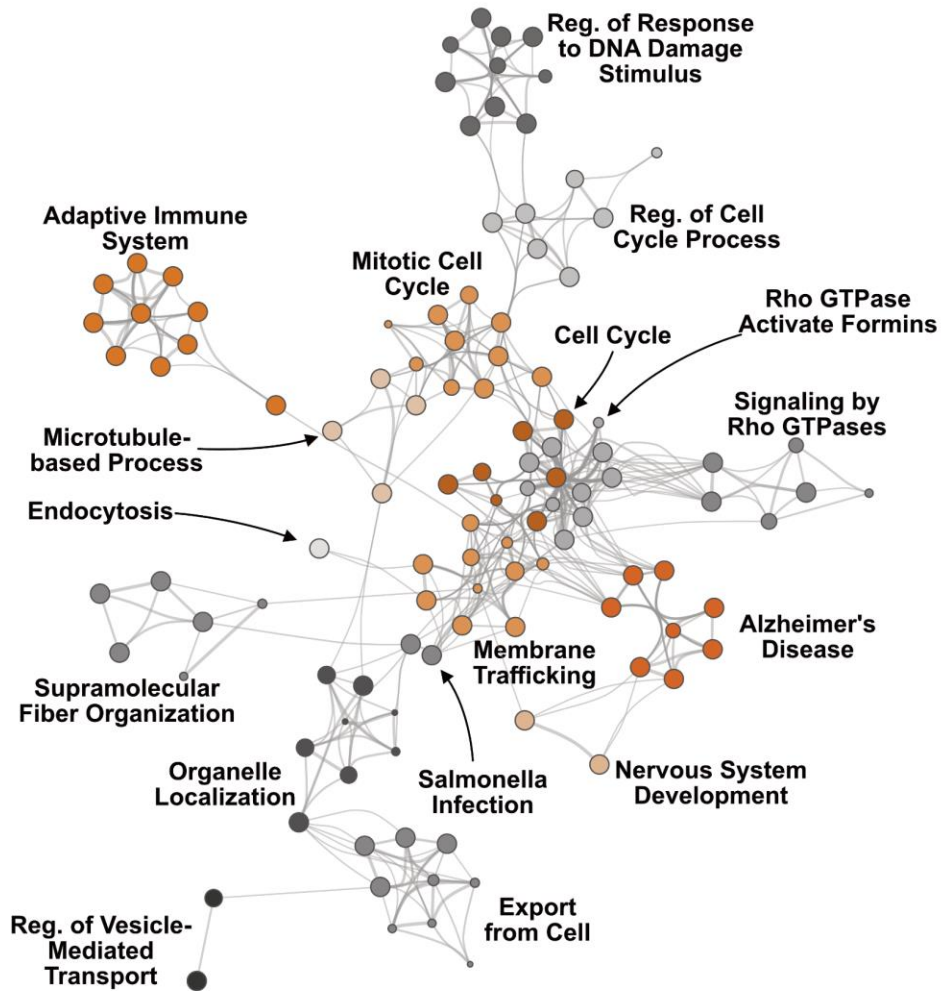 Reg. of Response
to DNA Damage
Stimulus
Adaptive Immune
System
Reg. of Cell
Cycle Process
Mitotic Cell
Cycle
Rho GTPase
Activate Formins
Cell Cycle
Signaling by
Rho GTPases
Microtubule-
based Process
Endocytosis
Alzheimer's
Disease
Membrane
Trafficking
Supramolecular
Fiber Organization
Organelle
Localization
Salmonella
Infection
Nervous System
Development
Export
from Cell
Reg. of Vesicle-
Mediated
Transport